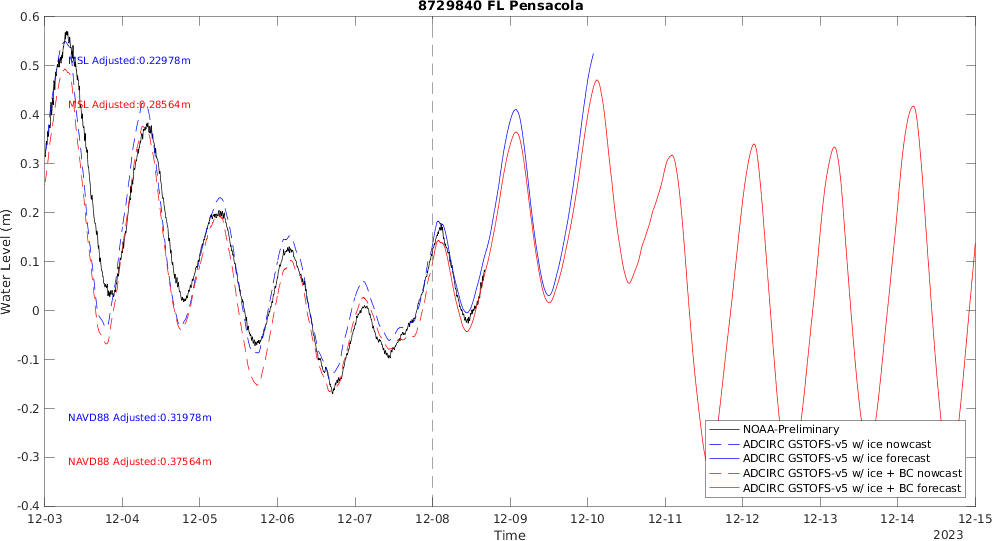 8729840 FL Pensacola
0.6
0.5
0.4
0.3
0.2
0.1
0
-0.1
-0.2
-0.3
-0.4
Water Level (m)
MSL Adjusted:0.22978m
MSL Adjusted:0.28564m
NAVD88 Adjusted:0.31978m
NAVD88 Adjusted:0.37564m
NOAA-Preliminary
ADCIRC GSTOFS-v5 w/ ice nowcast
ADCIRC GSTOFS-v5 w/ ice forecast
ADCIRC GSTOFS-v5 w/ ice + BC nowcast
ADCIRC GSTOFS-v5 w/ ice + BC forecast
12-03 12-04 12-05 12-06 12-07 12-08 12-09 12-10 12-11 12-12 12-13 12-14 12-15
Time
2023